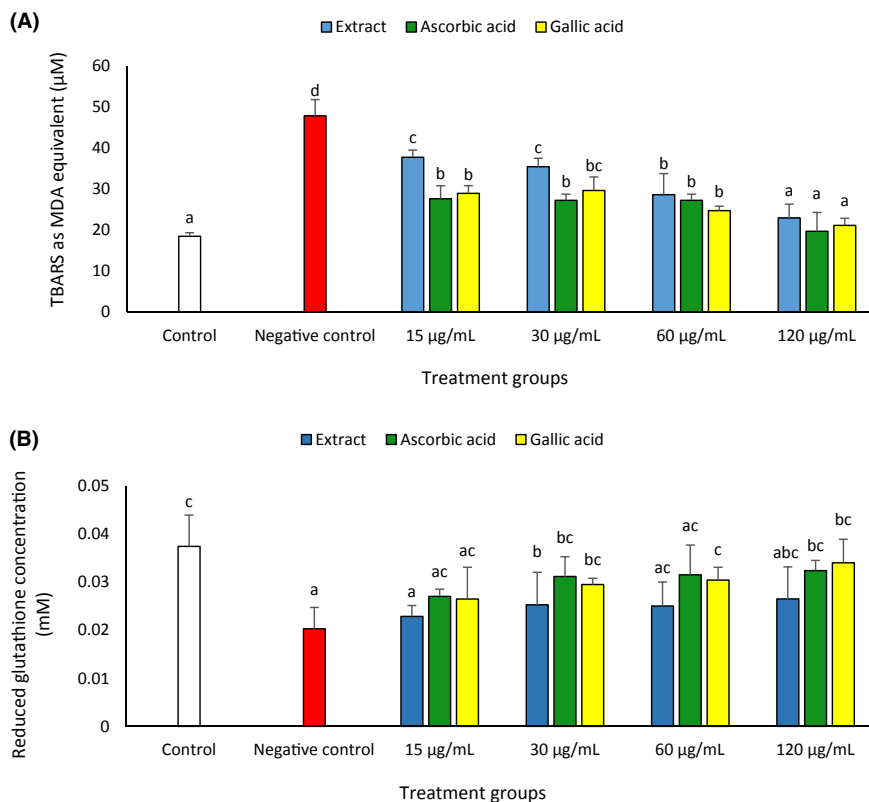 (A)
Extract Ascorbic acid Gallic acid
TBARS as MDA equivalent (µM)
60
50
40
30
20
10
0
a
d
c b b
c b bc
b b b
a a a
Control Negative control 15 µg/mL 30 µg/mL 60 µg/mL 120 µg/mL
Treatment groups
(B)
Extract Ascorbic acid Gallic acid
Reduced glutathione concentration
(mM)
0.05
0.04
0.03
0.02
0.01
0
c
a
a ac ac
b bc bc
ac ac c
abc bc bc
Control Negative control 15 µg/mL 30 µg/mL 60 µg/mL 120 µg/mL
Treatment groups